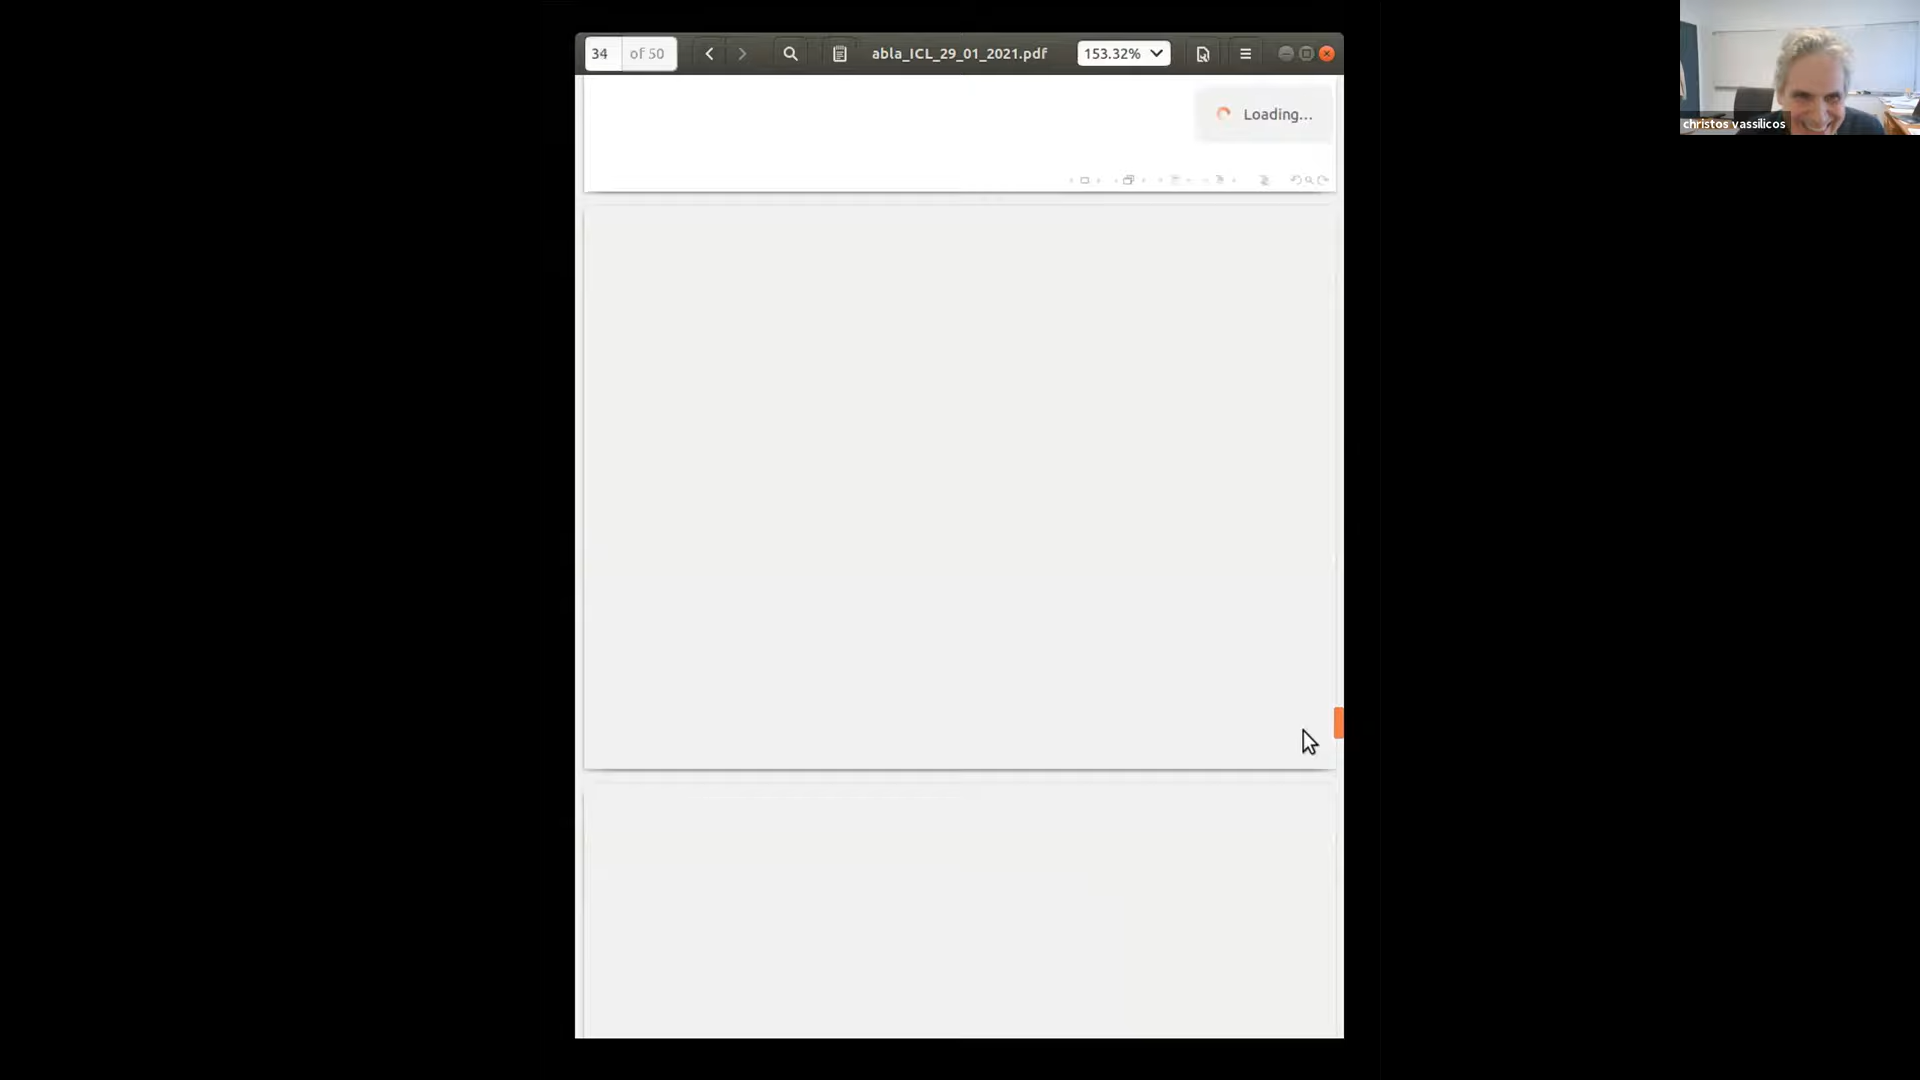 34 of 50
abla_ICL_29_01_2021.pdf
153.32%
Loading...
christos vassilicos